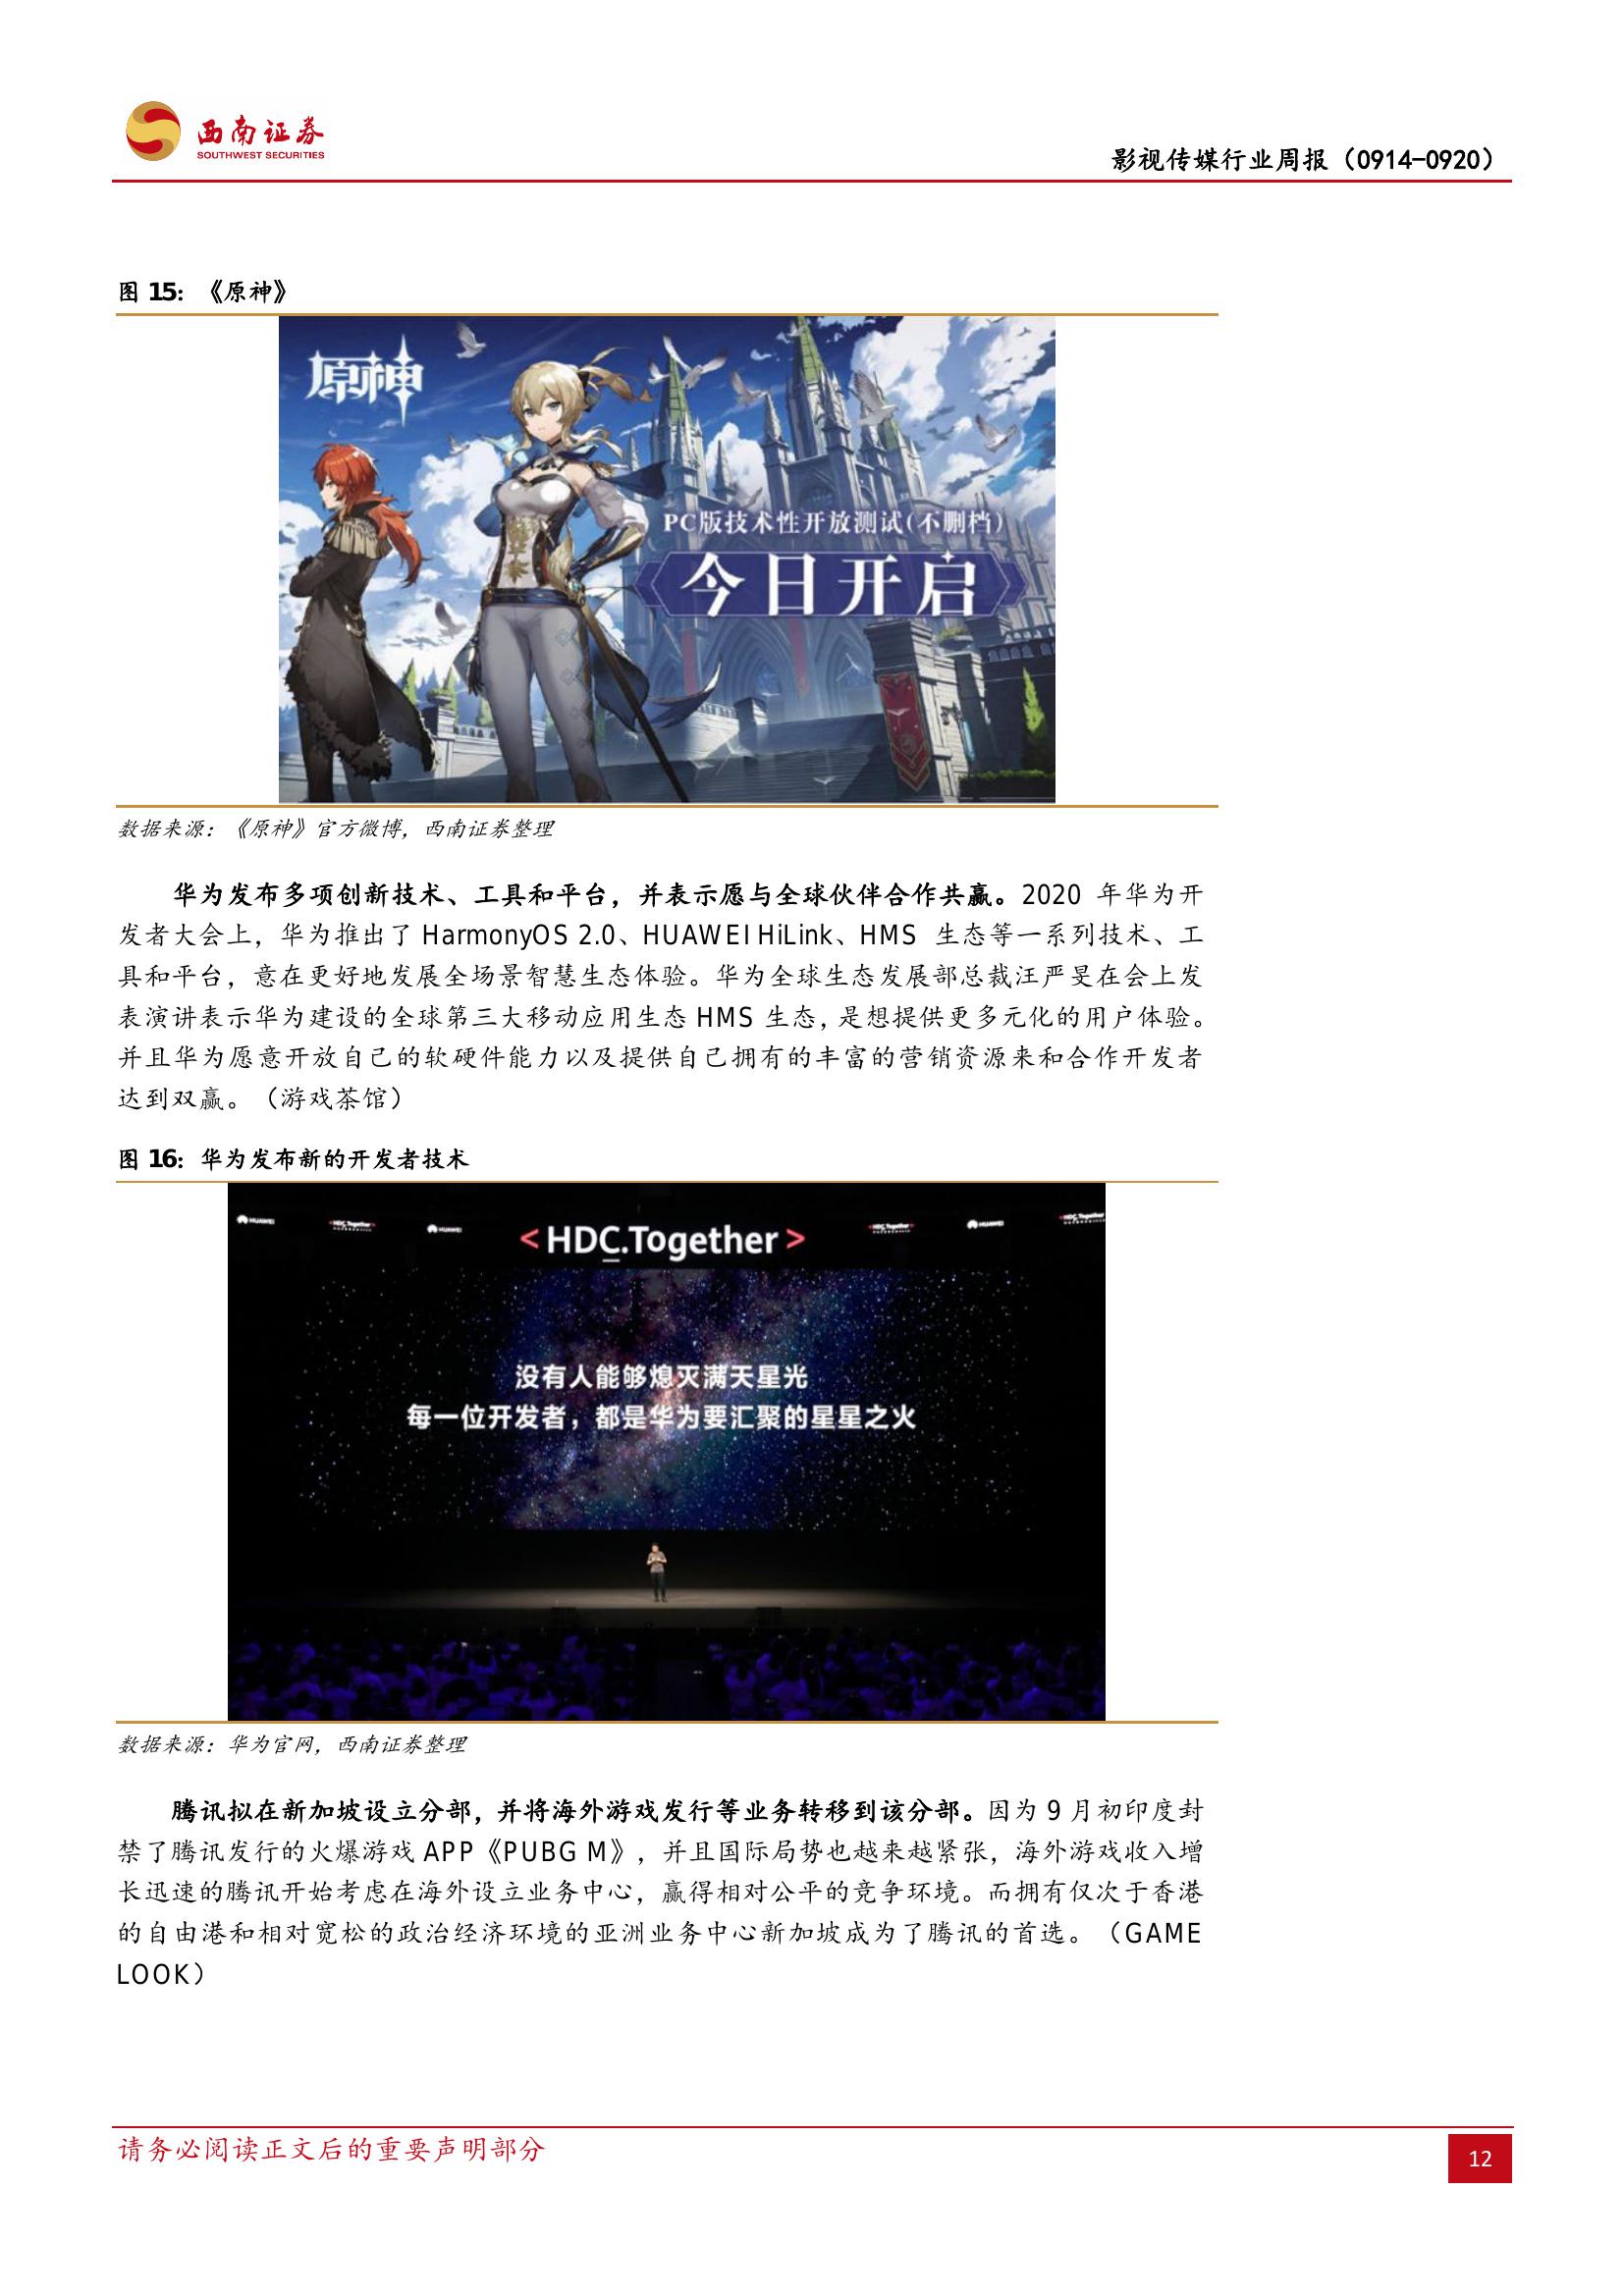 西南证券
SOUTHWEST SECURITIES
影视传媒行业周报（0914-0920）
图 15：《原神》
原神
PC版技术性开放测试(不删档)
今日开启
数据来源：《原神》官方微博，西南证券整理
华为发布多项创新技术、工具和平台，并表示愿与全球伙伴合作共赢。2020 年华为开
发者大会上，华为推出了 HarmonyOS 2.0、HUAWEI HiLink、HMS 生态等一系列技术、工
具和平台，意在更好地发展全场景智慧生态体验。华为全球生态发展部总裁汪严旻在会上发
表演讲表示华为建设的全球第三大移动应用生态 HMS 生态，是想提供更多元化的用户体验。
并且华为愿意开放自己的软硬件能力以及提供自己拥有的丰富的营销资源来和合作开发者
达到双赢。（游戏茶馆）
图 16：华为发布新的开发者技术
HUAWEI
HDC.Together
HUAWEI
<HDC.Together>
HDC.Together
HUAWEI
HDC.Together
没有人能够熄灭满天星光
每一位开发者，都是华为要汇聚的星星之火
数据来源：华为官网，西南证券整理
腾讯拟在新加坡设立分部，并将海外游戏发行等业务转移到该分部。因为 9 月初印度封
禁了腾讯发行的火爆游戏 APP《PUBG M》，并且国际局势也越来越紧张，海外游戏收入增
长迅速的腾讯开始考虑在海外设立业务中心，赢得相对公平的竞争环境。而拥有仅次于香港
的自由港和相对宽松的政治经济环境的亚洲业务中心新加坡成为了腾讯的首选。（GAME
LOOK）
请务必阅读正文后的重要声明部分
12